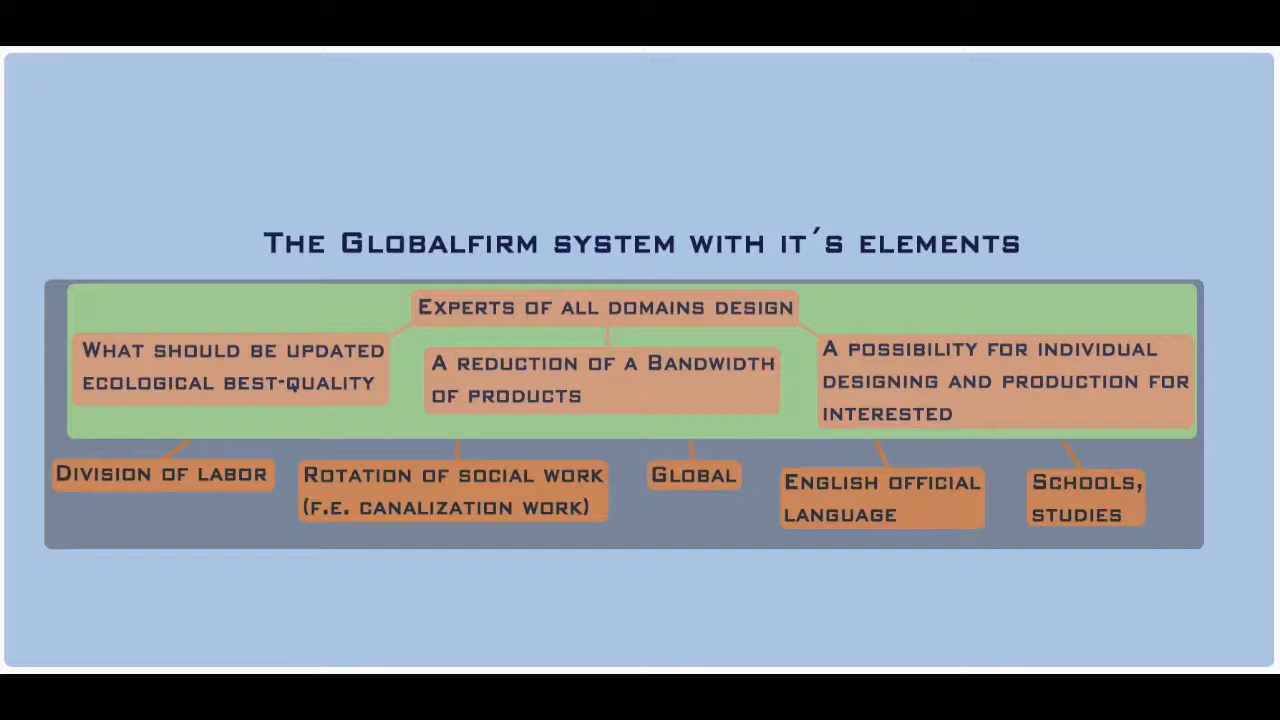 The Globalfirm system with it´s elements
Experts of all domains design
What should be updated
ecological best-quality
A reduction of a Bandwidth
of products
A possibility for individual
designing and production for
interested
Division of labor
Rotation of social work
(f.e. canalization work)
Global
English official
language
Schools,
studies